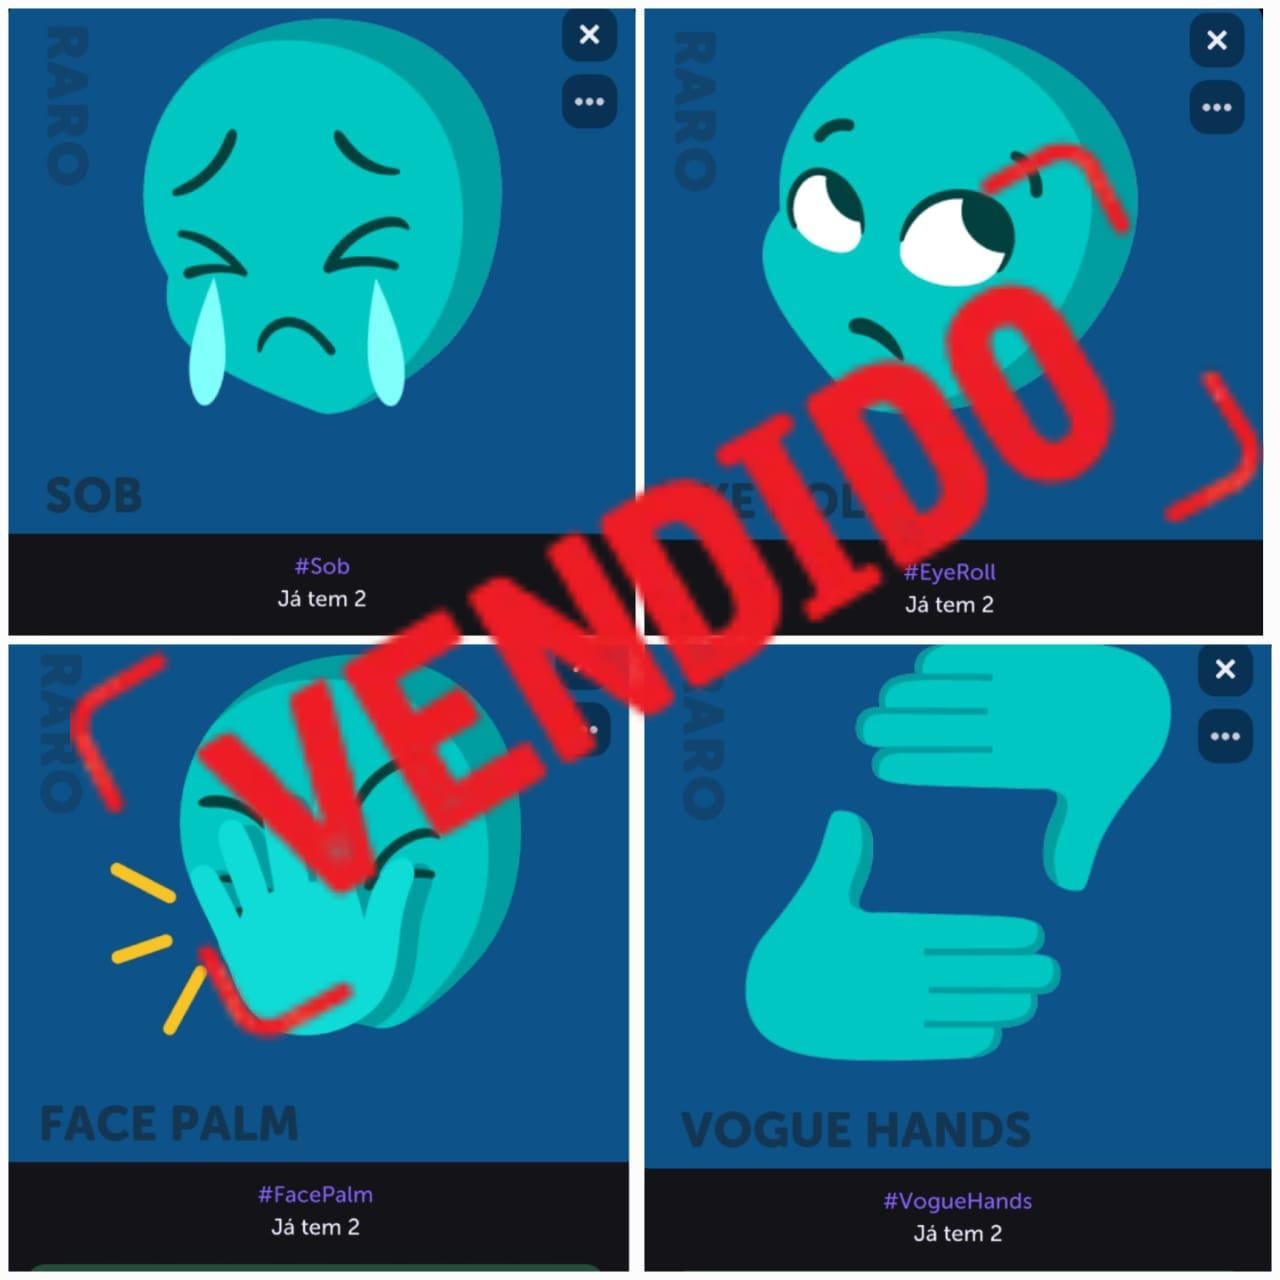 RARO
SOB
#Sob
Já tem 2
RARO
#EyeRoll
Já tem 2
VENDIDO
RARO
FACE PALM
#FacePalm
Já tem 2
RARO
VOGUE HANDS
#VogueHands
Já tem 2